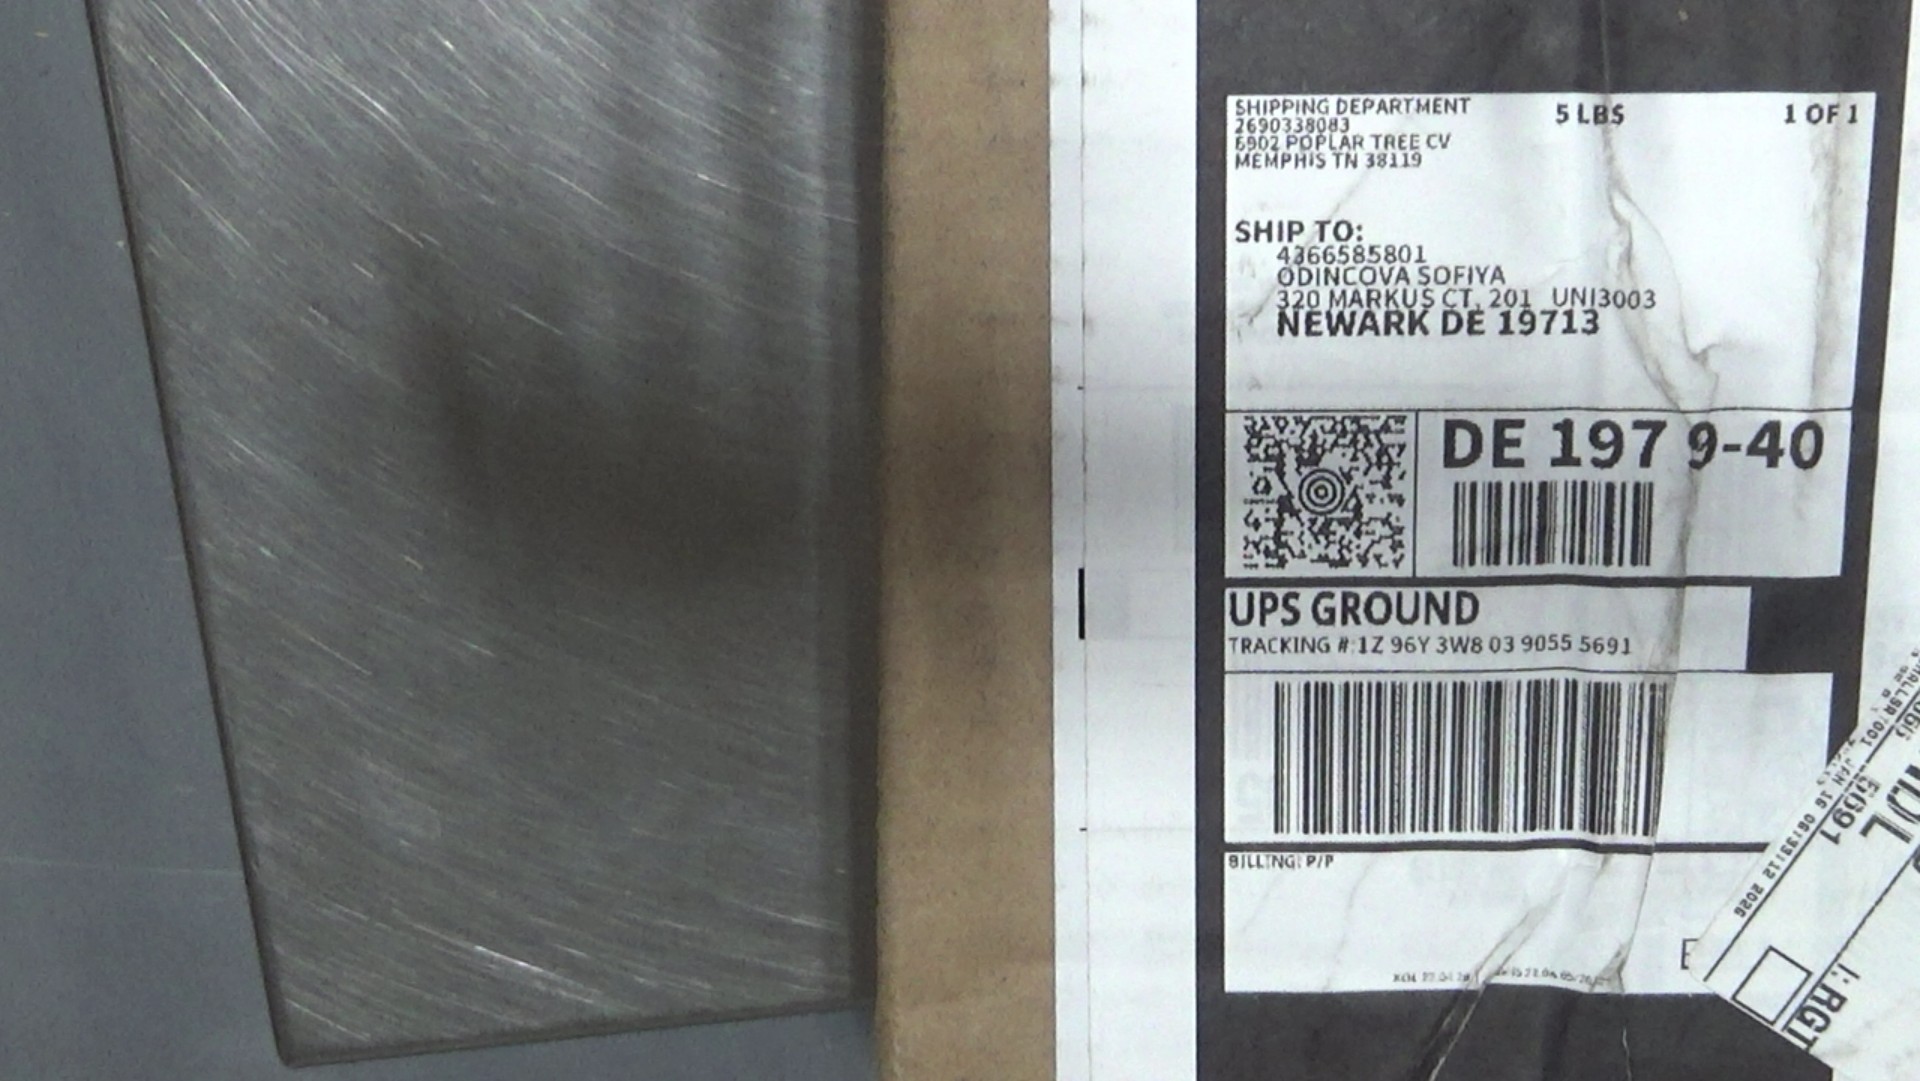 SHIPPING DEPARTMENT
2690338083
6902 POPLAR TREE CV
MEMPHIS TN 38119
5 LBS
1 OF 1
SHIP TO:
4366585801
ODINCOVA SOFIYA
320 MARKUS CT, 201 UNI3003
NEWARK DE 19713
DE 197 9-40
UPS GROUND
TRACKING #:1Z 96Y 3W8 03 9055 5691
BILLING: P/P
5691
I: RGT